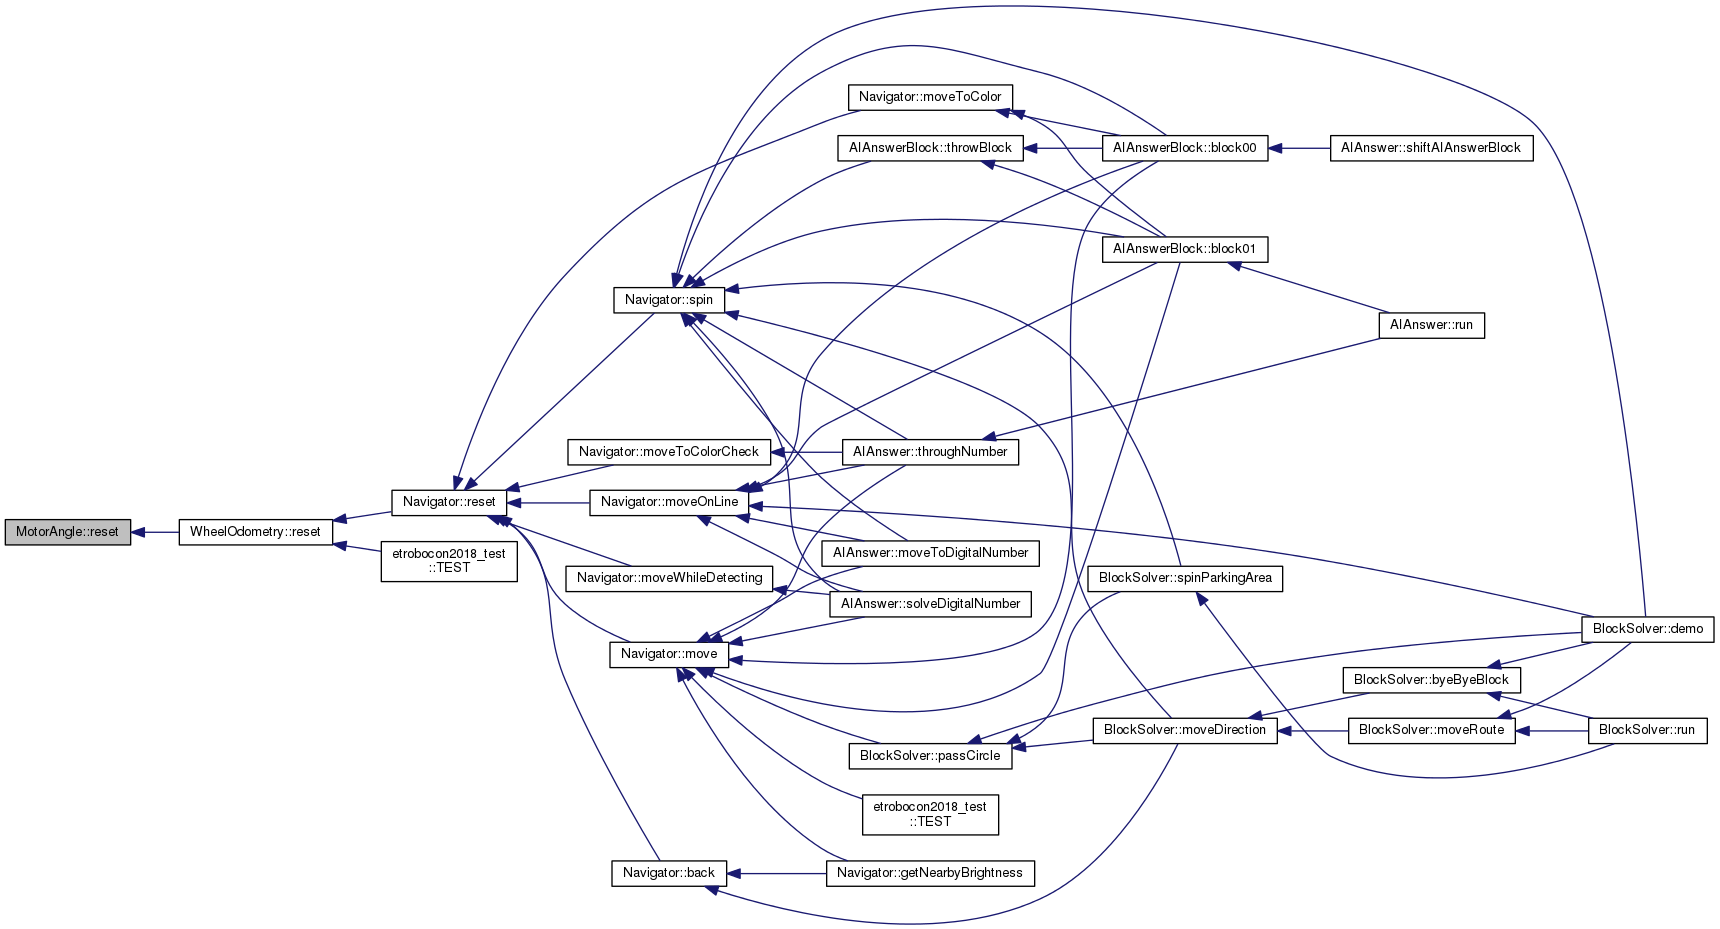 Navigator::moveToColor
AIAnswerBlock::throwBlock
AIAnswerBlock::block00
AIAnswer::shiftAIAnswerBlock
AIAnswerBlock::block01
Navigator::spin
AIAnswer::run
Navigator::moveToColorCheck
AIAnswer::throughNumber
Navigator::reset
Navigator::moveOnLine
MotorAngle::reset
WheelOdometry::reset
etrobocon2018_test
::TEST
AIAnswer::moveToDigitalNumber
Navigator::moveWhileDetecting
BlockSolver::spinParkingArea
AIAnswer::solveDigitalNumber
BlockSolver::demo
Navigator::move
BlockSolver::byeByeBlock
BlockSolver::moveDirection
BlockSolver::moveRoute
BlockSolver::run
BlockSolver::passCircle
etrobocon2018_test
::TEST
Navigator::back
Navigator::getNearbyBrightness